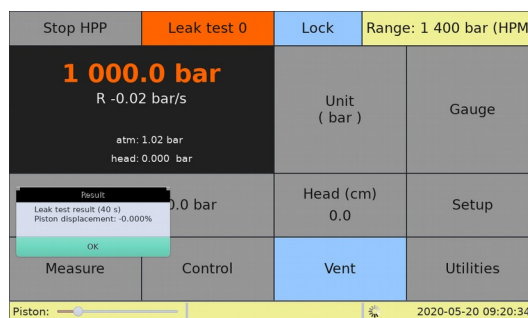 Stop HPP
Leak test 0
Lock
Range: 1 400 bar (HPM
1 000.0 bar
R -0.02 bar/s
atm: 1.02 bar
head: 0.000 bar
Unit
( bar )
Gauge
Result
Leak test result (40 s)
Piston displacement: -0.000%
OK
0.0 bar
Head (cm)
0.0
Setup
Measure
Control
Vent
Utilities
Piston:
2020-05-20 09:20:34